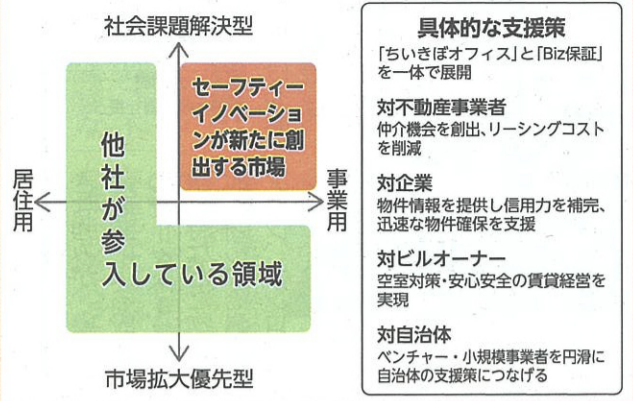 社会課題解決型
セーフティー
イノベーショ
ンが新たに創
出する市場
他社が参
入している領域
居住用
事業用
市場拡大優先型
具体的な支援策
「ちいきぼオフィス」と「Biz保証」
を一体で展開
対不動産事業者
仲介機会を創出、リーシングコスト
を削減
対企業
物件情報を提供し信用力を補完、
迅速な物件確保を支援
対ビルオーナー
空室対策・安心安全の賃貸経営を
実現
対自治体
ベンチャー・小規模事業者を円滑に
自治体の支援策につなげる